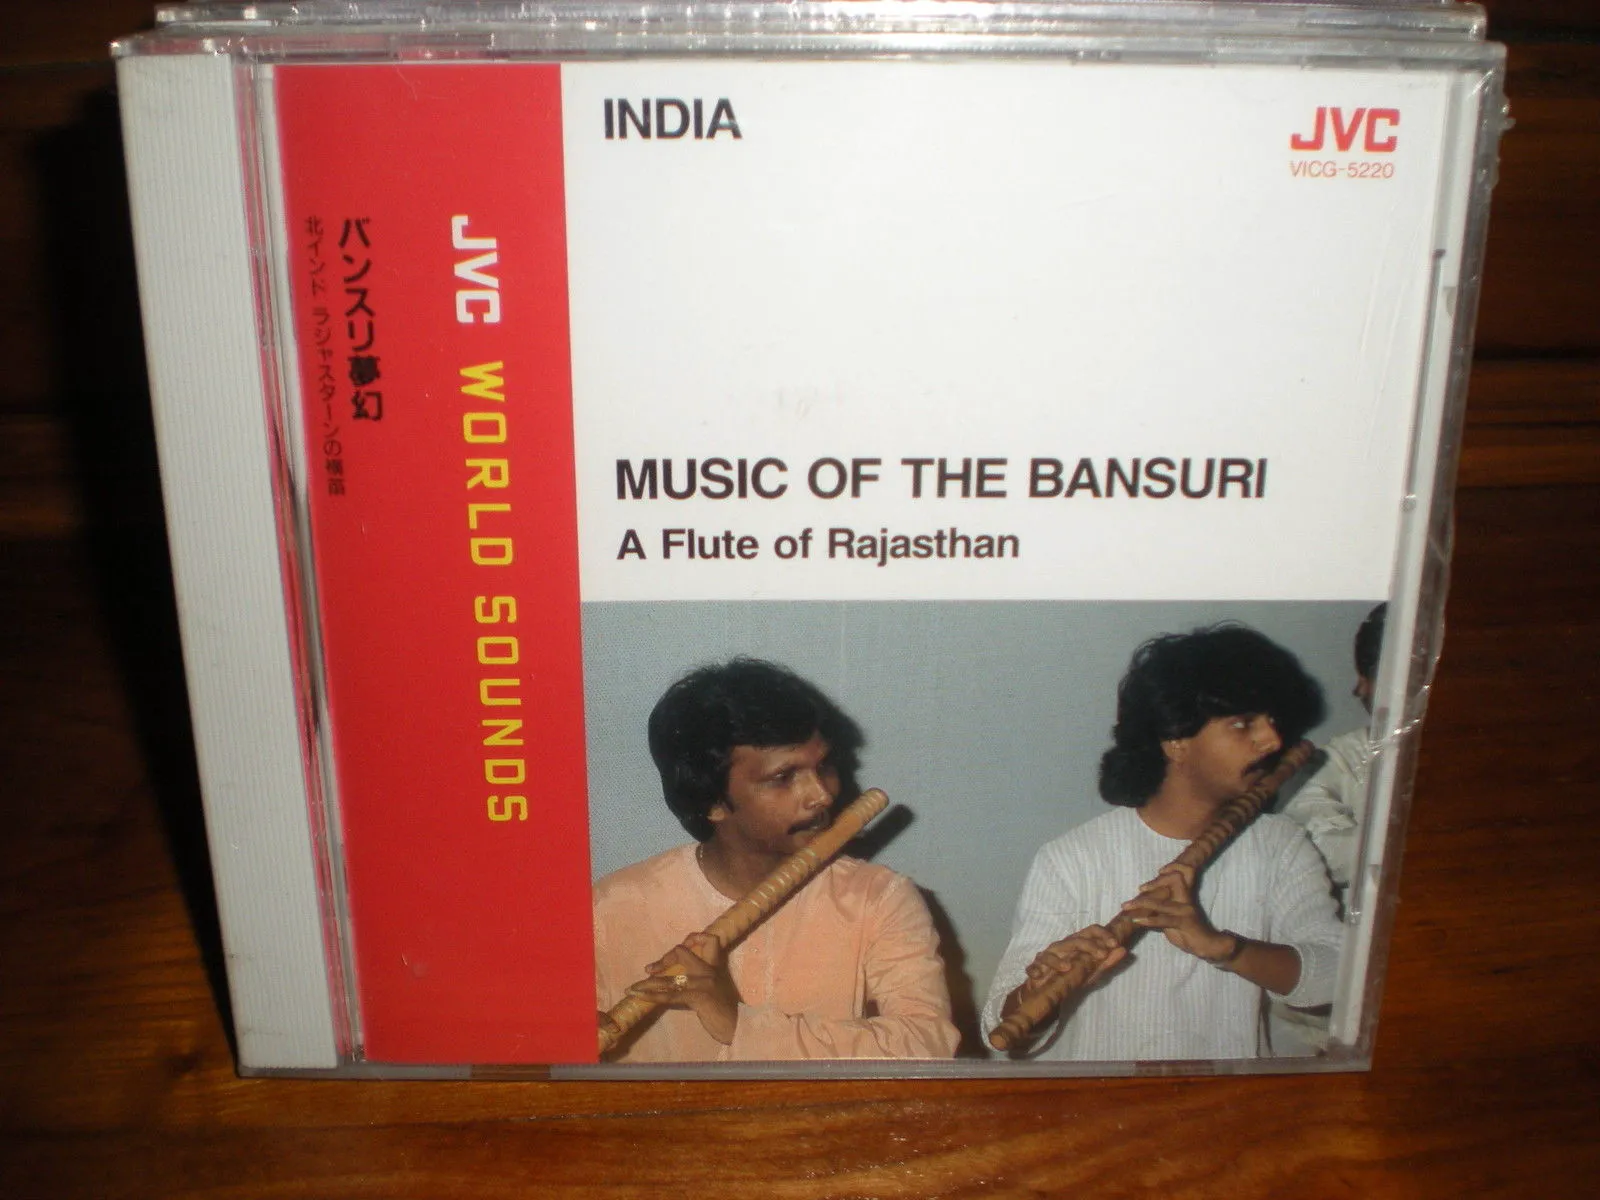 INDIA
JVC
VICG-5220
バンスリ夢幻
北インド ラジャスターンの横笛
JVC WORLD SOUNDS
MUSIC OF THE BANSURI
A Flute of Rajasthan